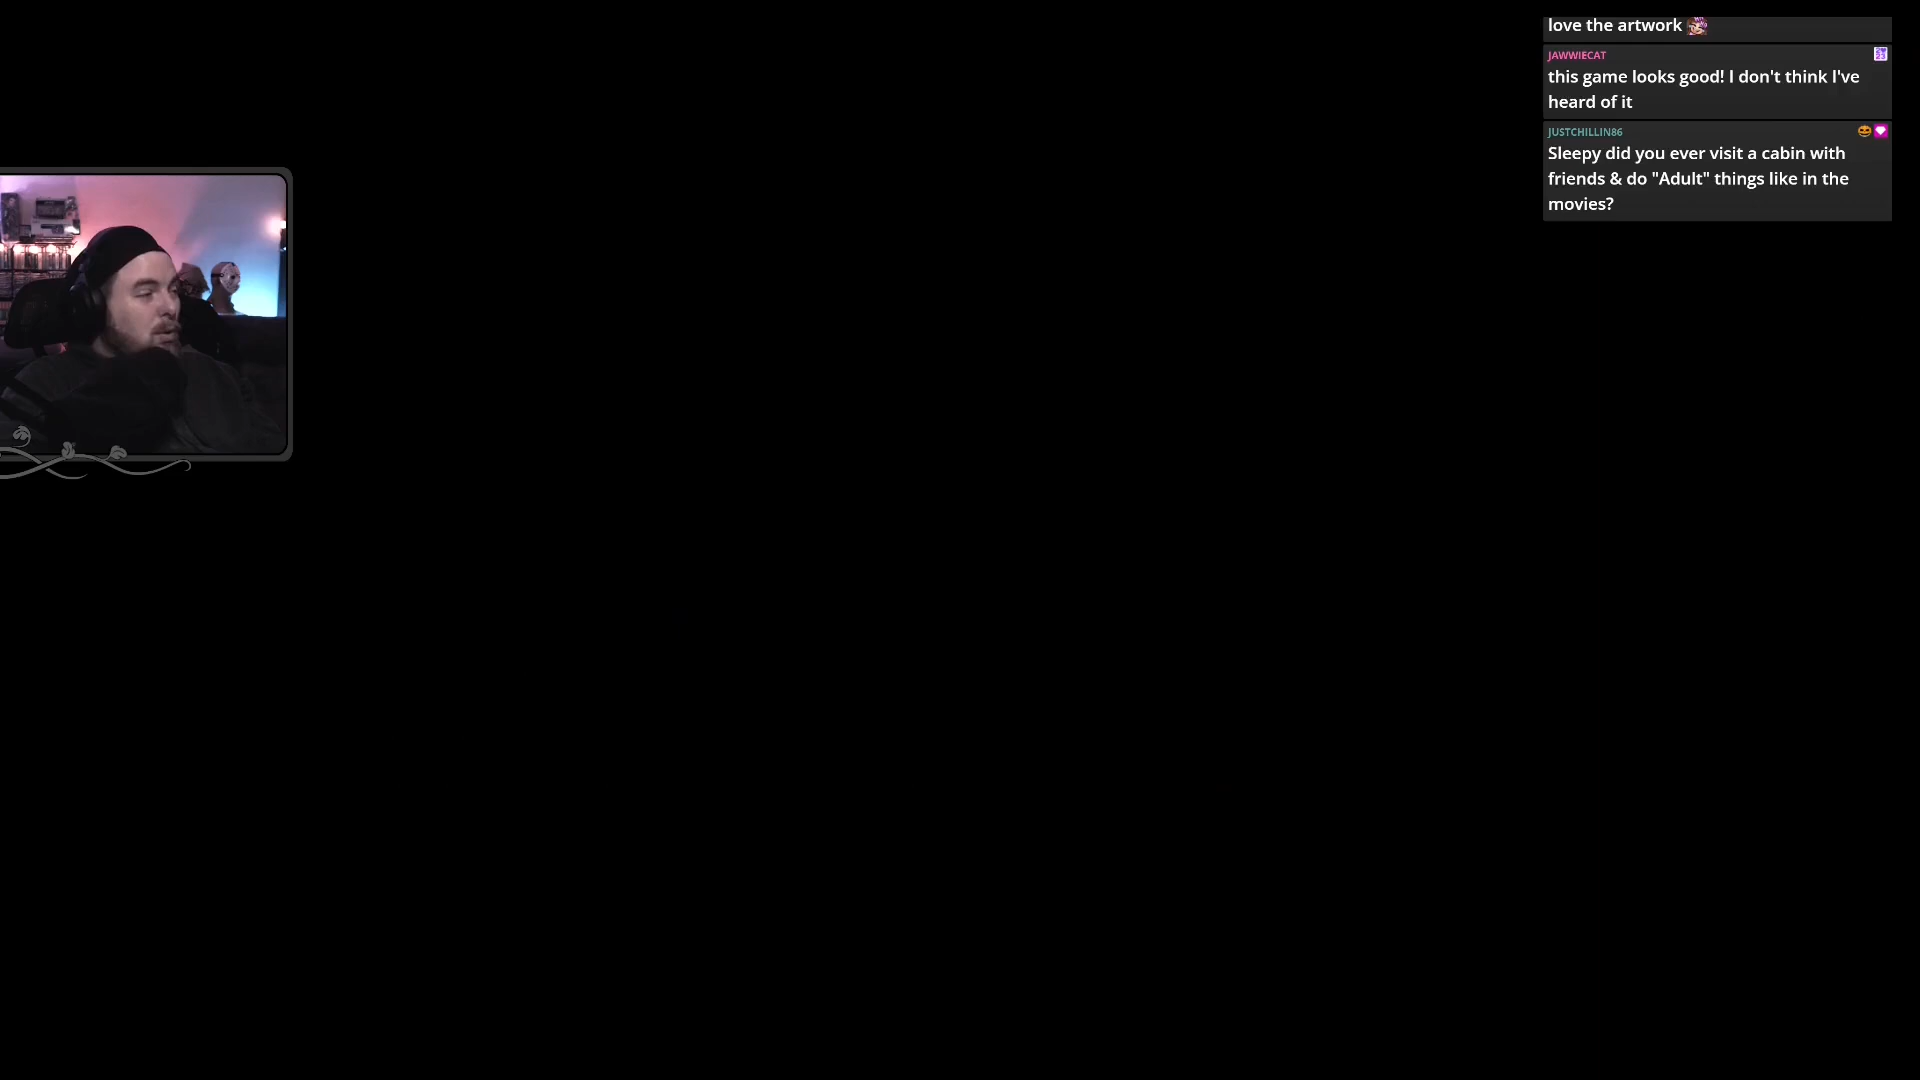 love the artwork
JAWWIECAT
this game looks good! I don't think I've
heard of it
JUSTCHILLIN86
Sleepy did you ever visit a cabin with
friends & do "Adult" things like in the
movies?